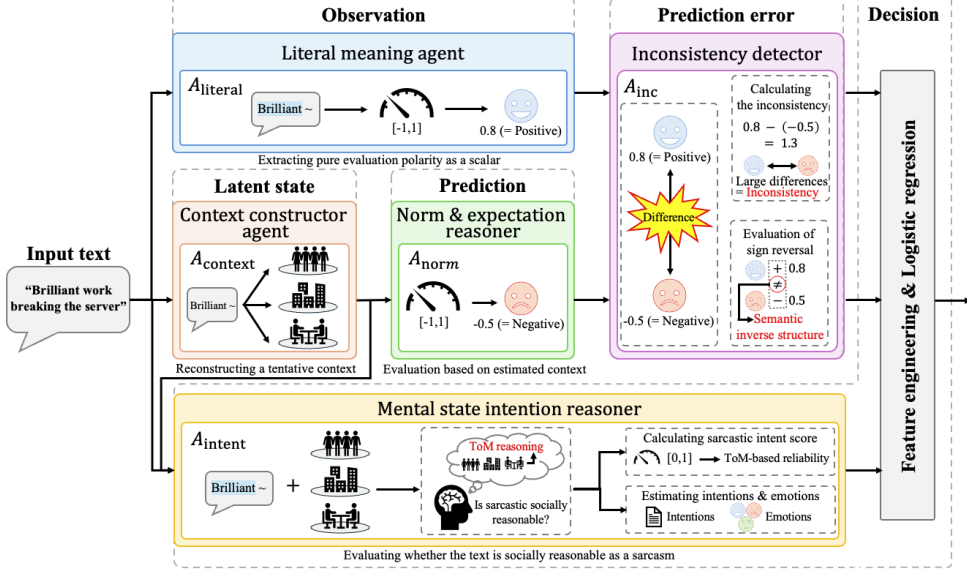 Observation
Prediction error
Decision
Literal meaning agent
A_literal
Brilliant ~
[-1,1]
0.8 (= Positive)
Extracting pure evaluation polarity as a scalar
Inconsistency detector
A_inc
0.8 (= Positive)
Difference
-0.5 (= Negative)
Calculating
the inconsistency
0.8 − (−0.5)
= 1.3
Large differences
= Inconsistency
Evaluation of
sign reversal
+ 0.8
≠
− 0.5
Semantic
inverse structure
Latent state
Context constructor
agent
A_context
Brilliant ~
Reconstructing a tentative context
Prediction
Norm & expectation
reasoner
A_norm
[-1,1]
-0.5 (= Negative)
Evaluation based on estimated context
Input text
“Brilliant work
breaking the server”
Mental state intention reasoner
A_intent
Brilliant ~
+
ToM reasoning
Is sarcastic socially
reasonable?
Calculating sarcastic intent score
[0,1]
ToM-based reliability
Estimating intentions & emotions
Intentions
Emotions
Evaluating whether the text is socially reasonable as a sarcasm
Feature engineering & Logistic regression